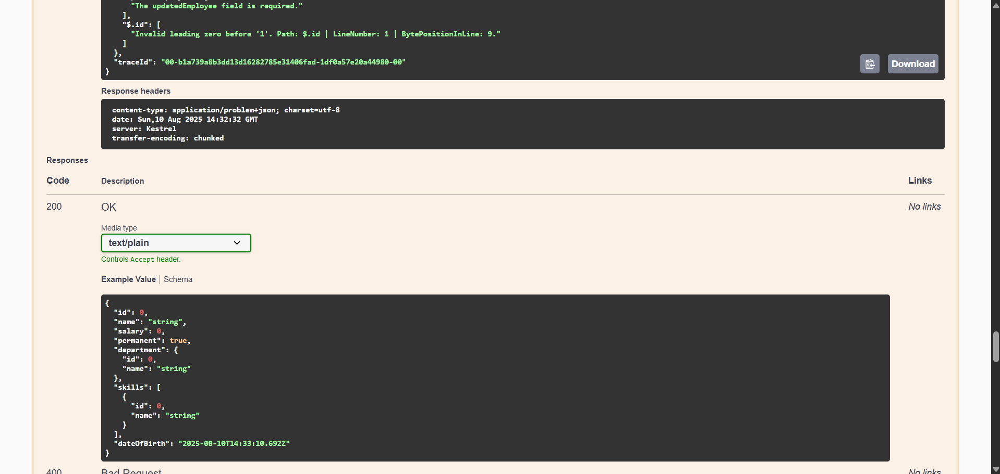 "The updatedEmployee field is required."
],
"$.id": [
"Invalid leading zero before '1'. Path: $.id | LineNumber: 1 | BytePositionInLine: 9."
]
},
"traceId": "00-b1a739a8b3dd13d16282785e31406fad-1df0a57e20a44980-00"
}
Download
Response headers
content-type: application/problem+json; charset=utf-8
date: Sun,10 Aug 2025 14:32:32 GMT
server: Kestrel
transfer-encoding: chunked
Responses
Code Description Links
200 OK No links
Media type
text/plain
Controls Accept header.
Example Value Schema
{
"id": 0,
"name": "string",
"salary": 0,
"permanent": true,
"department": {
"id": 0,
"name": "string"
},
"skills": [
{
"id": 0,
"name": "string"
}
],
"dateOfBirth": "2025-08-10T14:33:10.692Z"
}
400 Bad Request No links